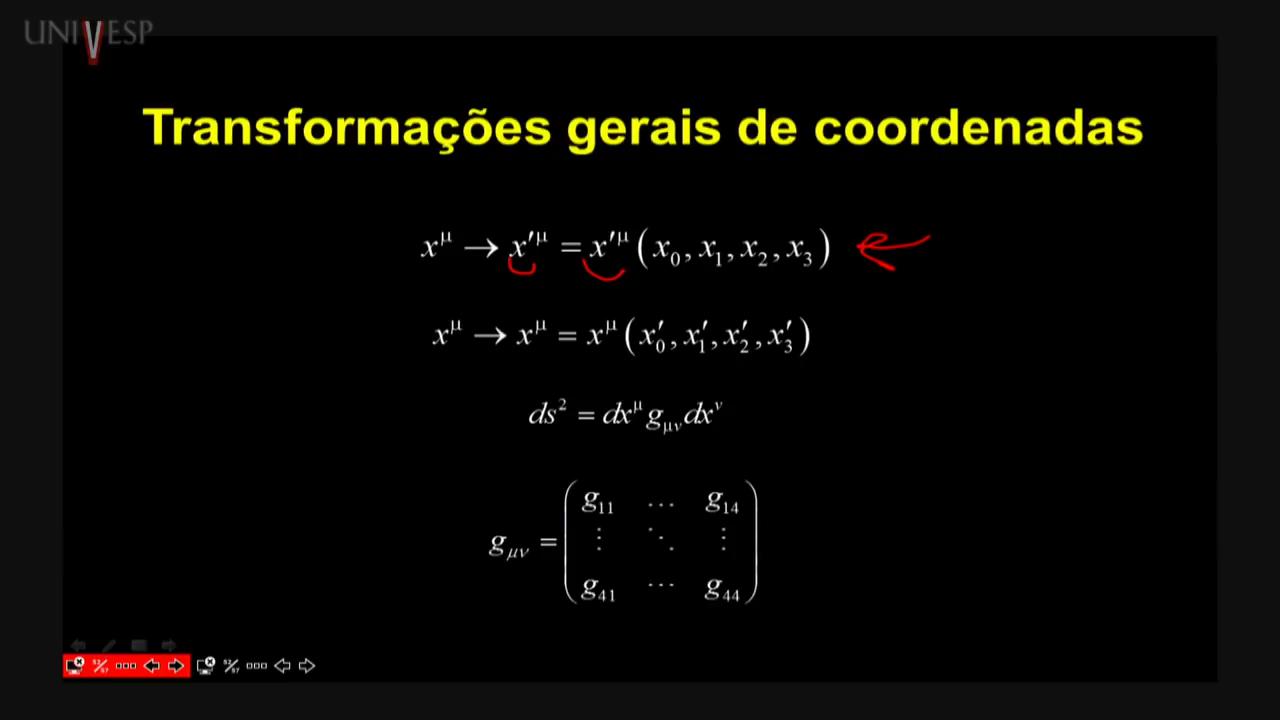 UNIVESP
Transformações gerais de coordenadas
x^μ → x′^μ = x′^μ (x₀, x₁, x₂, x₃)
x^μ → x^μ = x^μ (x′₀, x′₁, x′₂, x′₃)
ds² = dx^μ g_μν dx^ν
g_μν = ( g₁₁ ⋯ g₁₄
⋮ ⋱ ⋮
g₄₁ ⋯ g₄₄ )